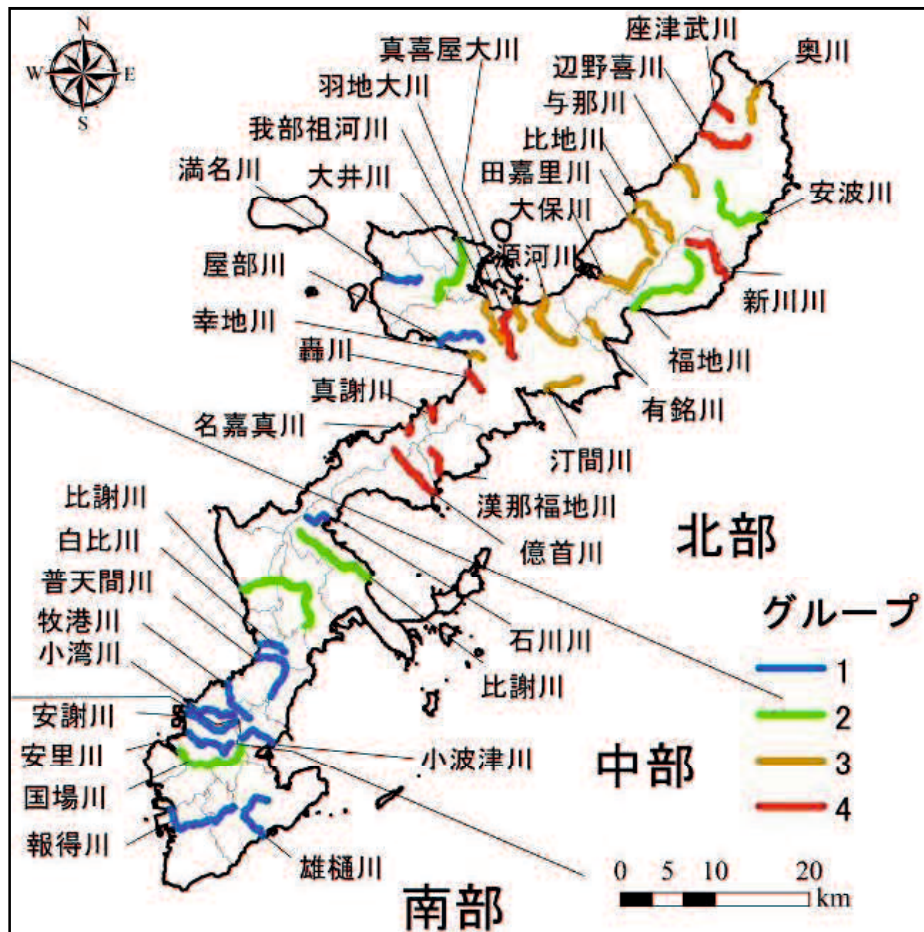 N
W
E
S
座津武川
真喜屋大川
奥川
辺野喜川
羽地大川
与那川
我部祖河川
比地川
満名川
大井川
田嘉里川
大保川
安波川
源河川
屋部川
新川川
幸地川
福地川
轟川
有銘川
真謝川
名嘉真川
汀間川
漢那福地川
比謝川
北部
億首川
白比川
普天間川
グループ
牧港川
石川川
小湾川
1
比謝川
2
安謝川
中部
3
安里川
小波津川
4
国場川
報得川
雄樋川
0 5 10 20
km
南部